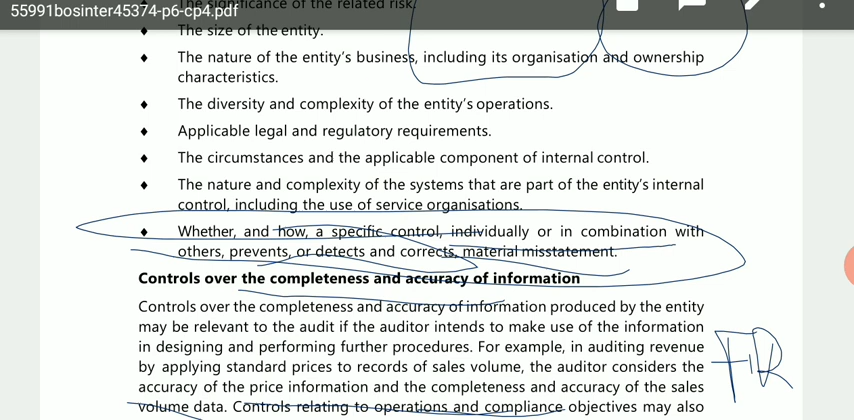 55991bosinter45374-p6-cp4.pdf
The significance of the related risk.
♦ The size of the entity.
♦ The nature of the entity's business, including its organisation and ownership
characteristics.
♦ The diversity and complexity of the entity's operations.
♦ Applicable legal and regulatory requirements.
♦ The circumstances and the applicable component of internal control.
♦ The nature and complexity of the systems that are part of the entity's internal
control, including the use of service organisations.
♦ Whether, and how, a specific control, individually or in combination with
others, prevents, or detects and corrects, material misstatement.
Controls over the completeness and accuracy of information
Controls over the completeness and accuracy of information produced by the entity
may be relevant to the audit if the auditor intends to make use of the information
in designing and performing further procedures. For example, in auditing revenue
by applying standard prices to records of sales volume, the auditor considers the
accuracy of the price information and the completeness and accuracy of the sales
volume data. Controls relating to operations and compliance objectives may also